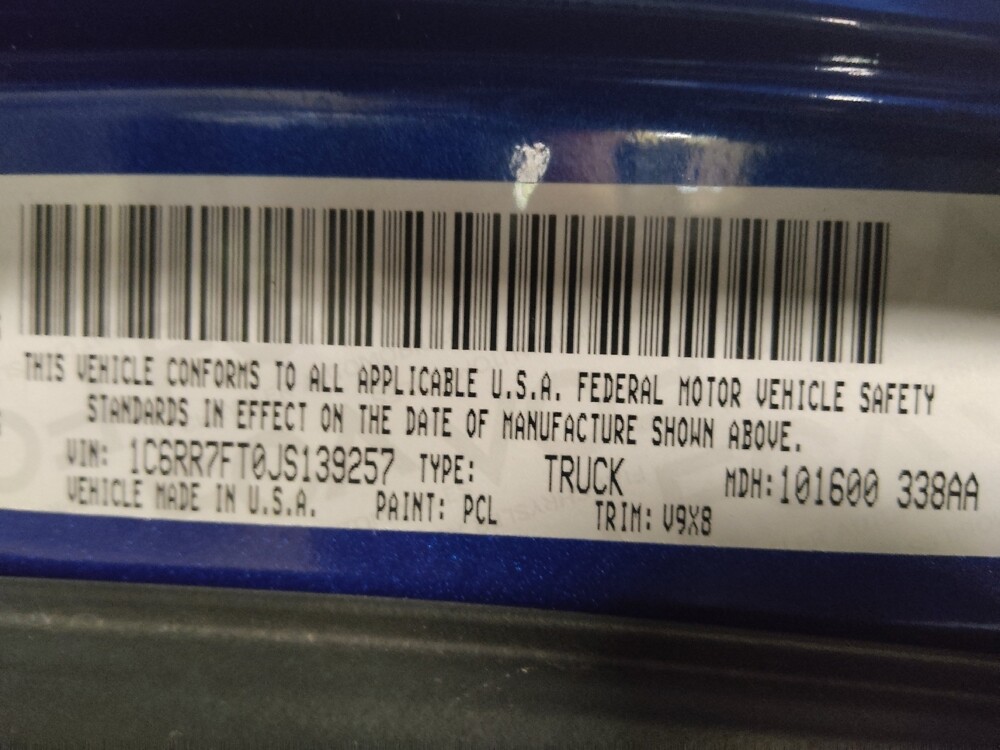 THIS VEHICLE CONFORMS TO ALL APPLICABLE U.S.A. FEDERAL MOTOR VEHICLE SAFETY
STANDARDS IN EFFECT ON THE DATE OF MANUFACTURE SHOWN ABOVE.
VIN: 1C6RR7FT0JS139257 TYPE: TRUCK MDH:101600 338AA
VEHICLE MADE IN U.S.A. PAINT: PCL TRIM: V9X8